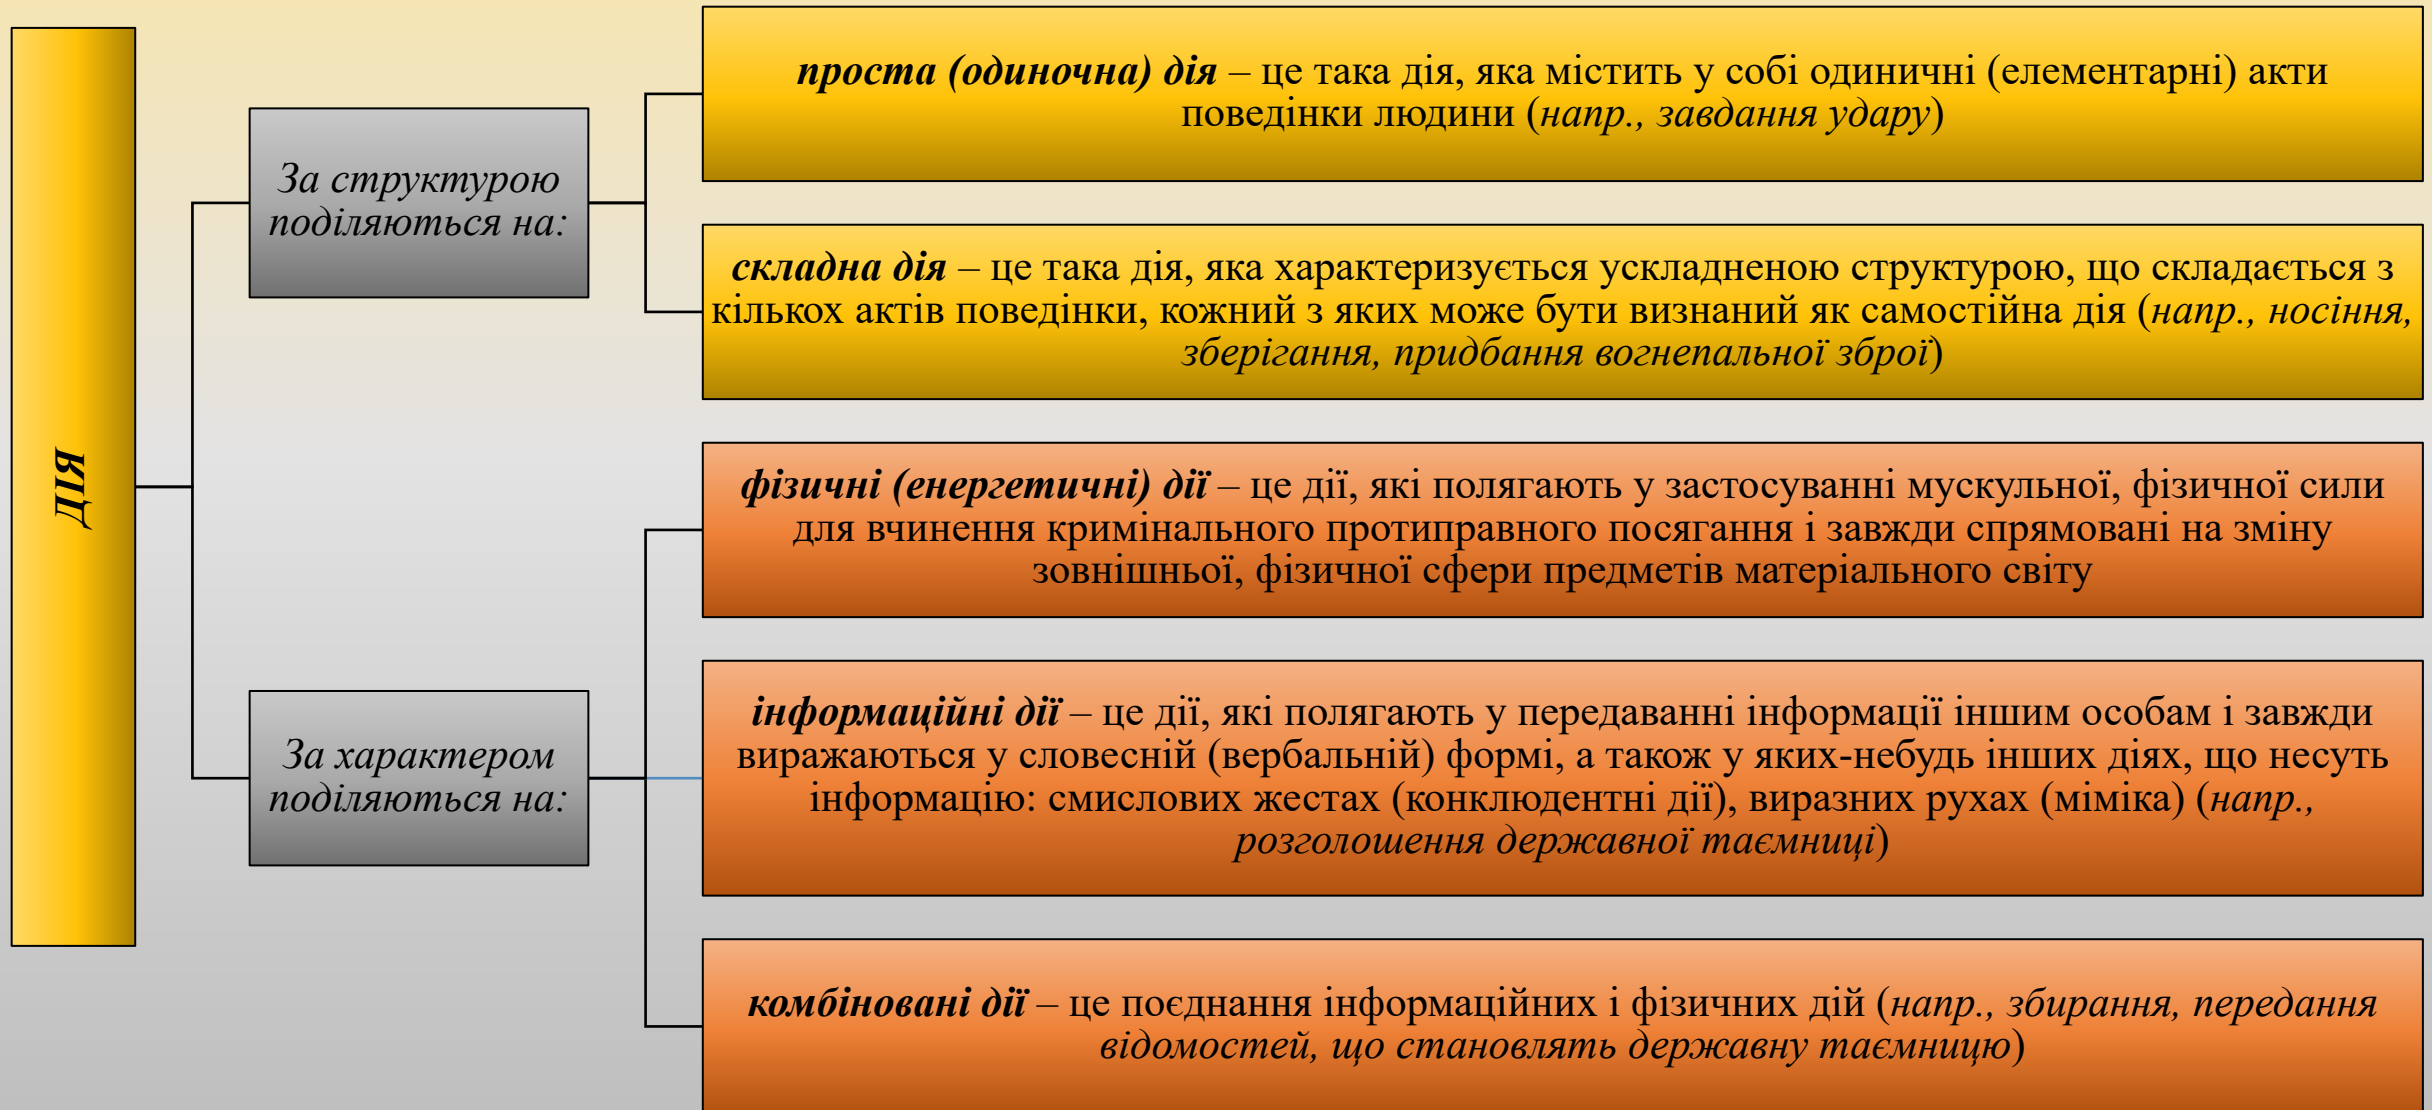 ДІЯ
За структурою
поділяються на:
проста (одиночна) дія – це така дія, яка містить у собі одиничні (елементарні) акти
поведінки людини (напр., завдання удару)
складна дія – це така дія, яка характеризується ускладненою структурою, що складається з
кількох актів поведінки, кожний з яких може бути визнаний як самостійна дія (напр., носіння,
зберігання, придбання вогнепальної зброї)
За характером
поділяються на:
фізичні (енергетичні) дії – це дії, які полягають у застосуванні мускульної, фізичної сили
для вчинення кримінального протиправного посягання і завжди спрямовані на зміну
зовнішньої, фізичної сфери предметів матеріального світу
інформаційні дії – це дії, які полягають у передаванні інформації іншим особам і завжди
виражаються у словесній (вербальній) формі, а також у яких-небудь інших діях, що несуть
інформацію: смислових жестах (конклюдентні дії), виразних рухах (міміка) (напр.,
розголошення державної таємниці)
комбіновані дії – це поєднання інформаційних і фізичних дій (напр., збирання, передання
відомостей, що становлять державну таємницю)